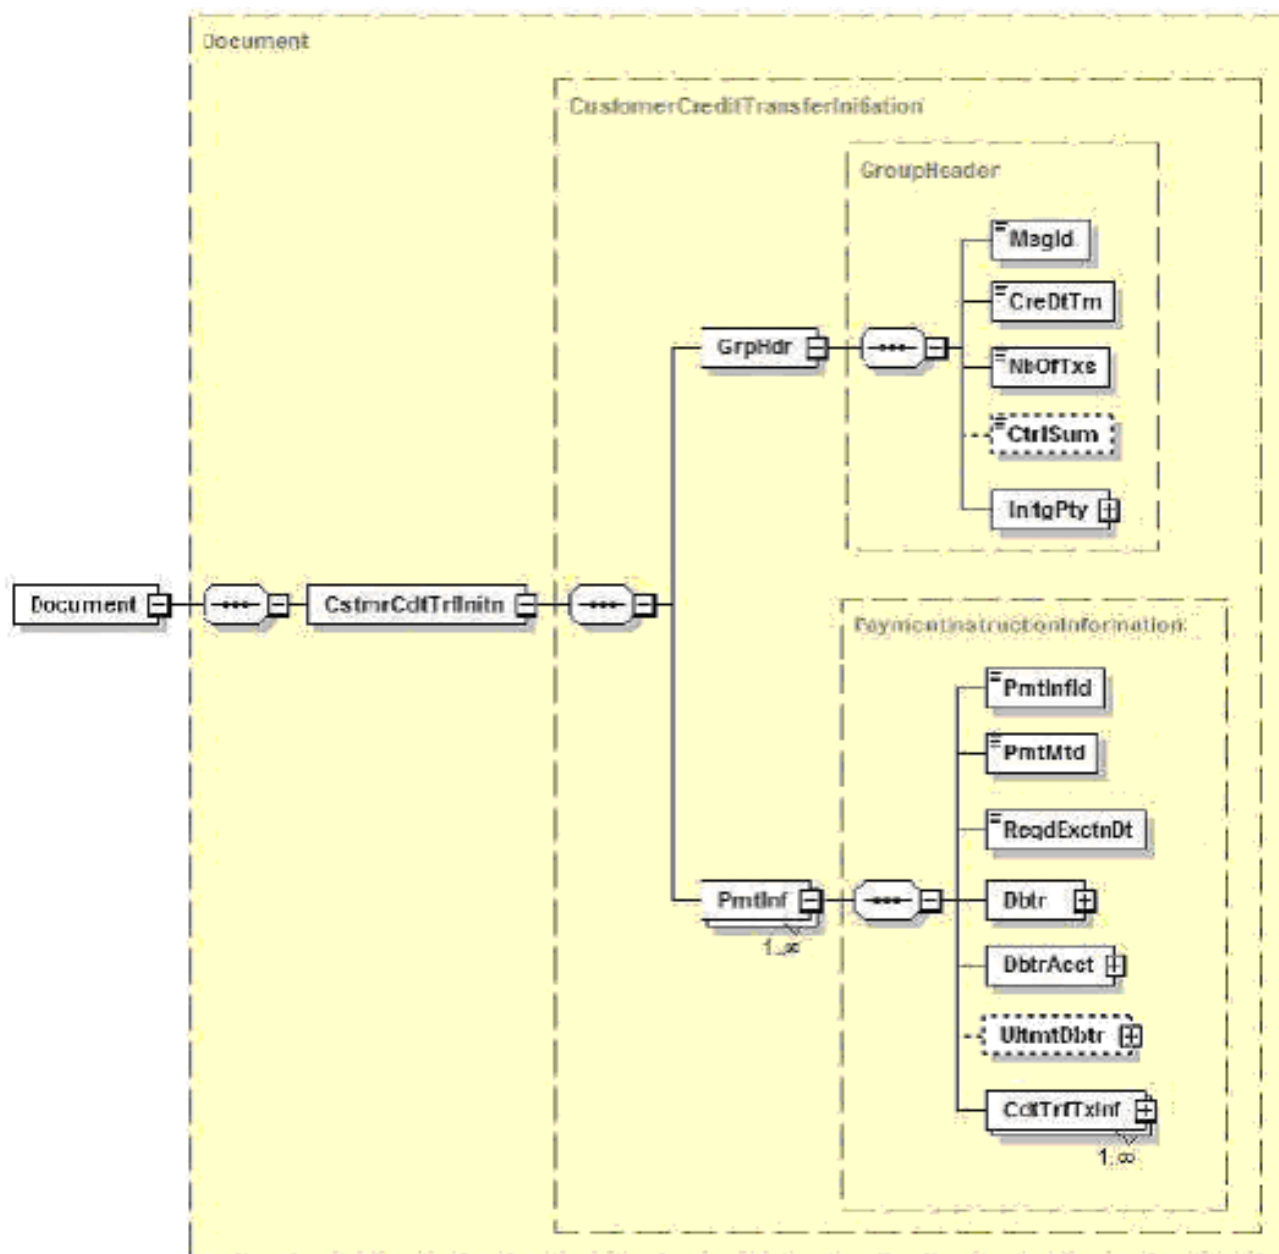 Document
CustomerCreditTransferInitiation
GroupHeader
MsgId
CreDtTm
GrpHdr
NbOfTxs
CtrlSum
InitgPty
Document
CstmrCdtTrfInitn
PaymentInstructionInformation
PmtInfId
PmtMtd
ReqdExctnDt
PmtInf
Dbtr
1..∞
DbtrAcct
UltmtDbtr
CdtTrfTxInf
1..∞